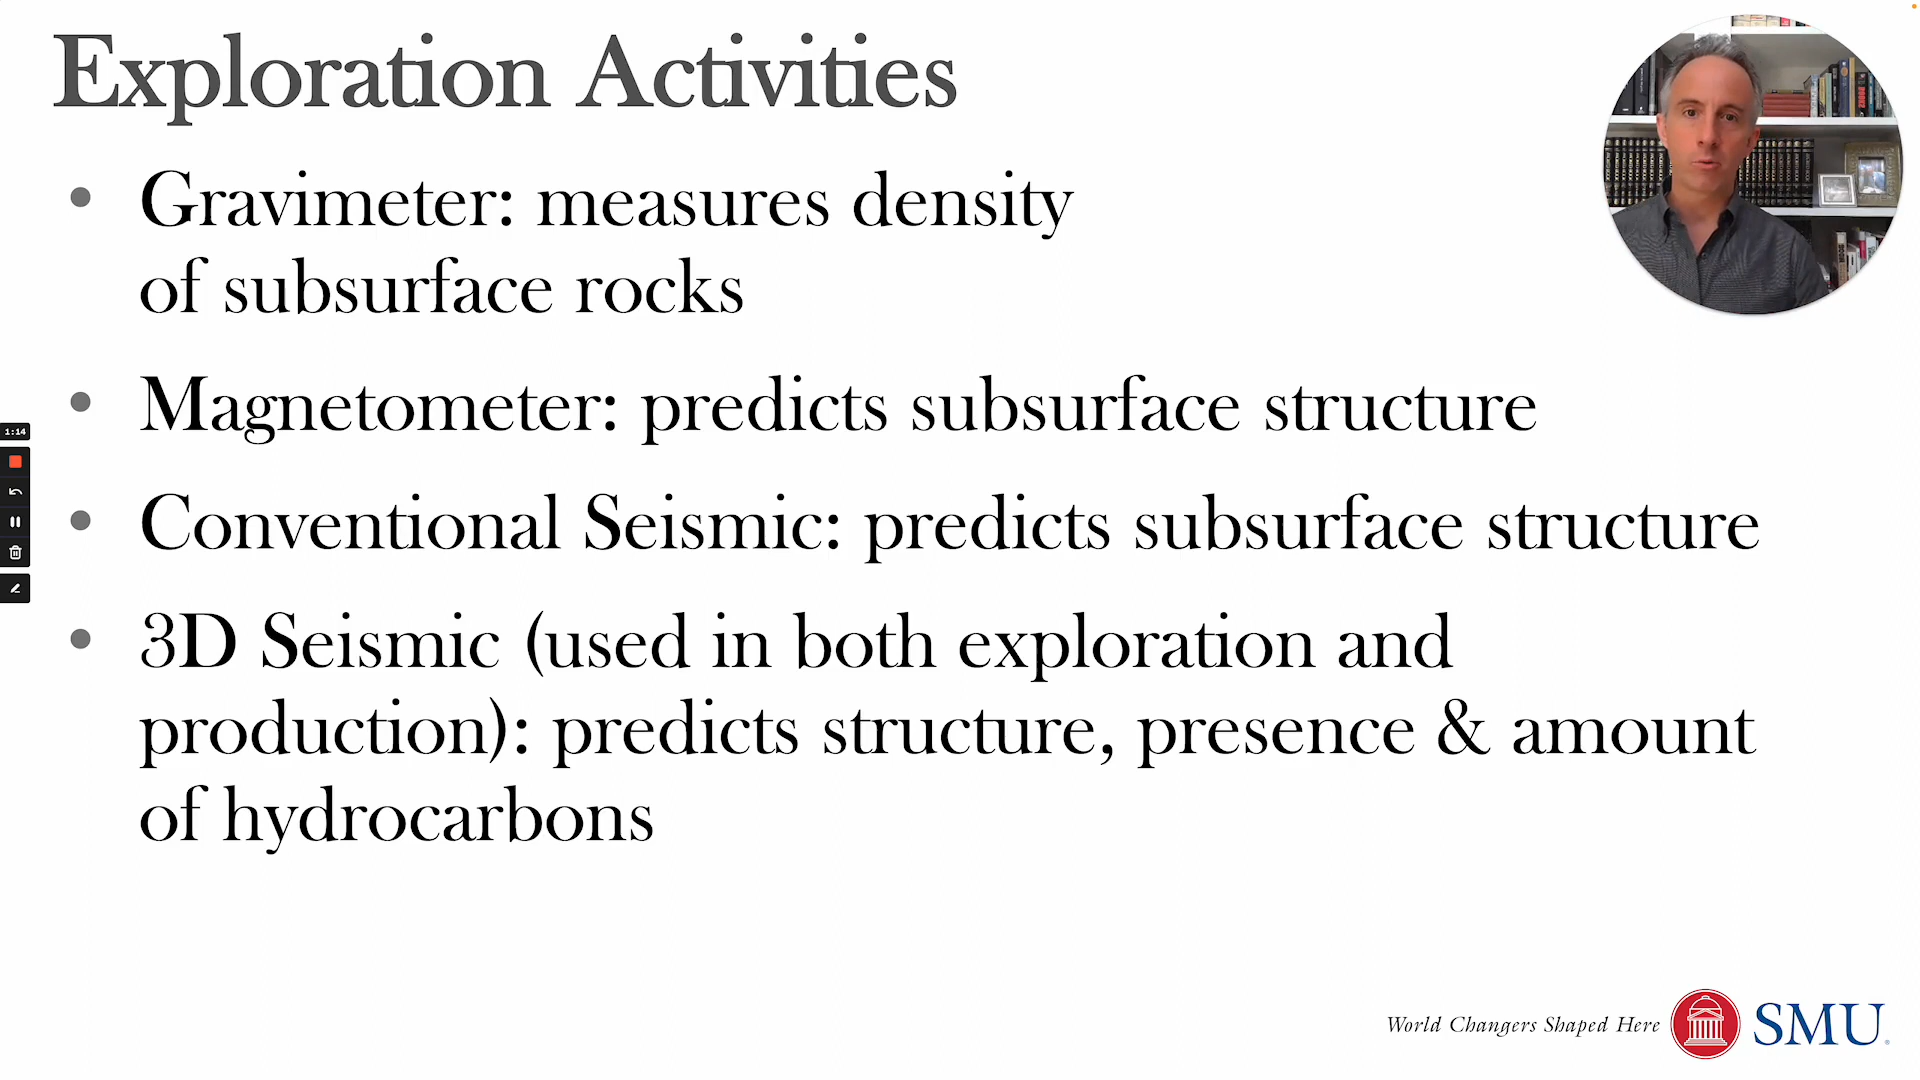 Exploration Activities
• Gravimeter: measures density
of subsurface rocks
• Magnetometer: predicts subsurface structure
• Conventional Seismic: predicts subsurface structure
• 3D Seismic (used in both exploration and
production): predicts structure, presence & amount
of hydrocarbons
1:14
World Changers Shaped Here
SMU